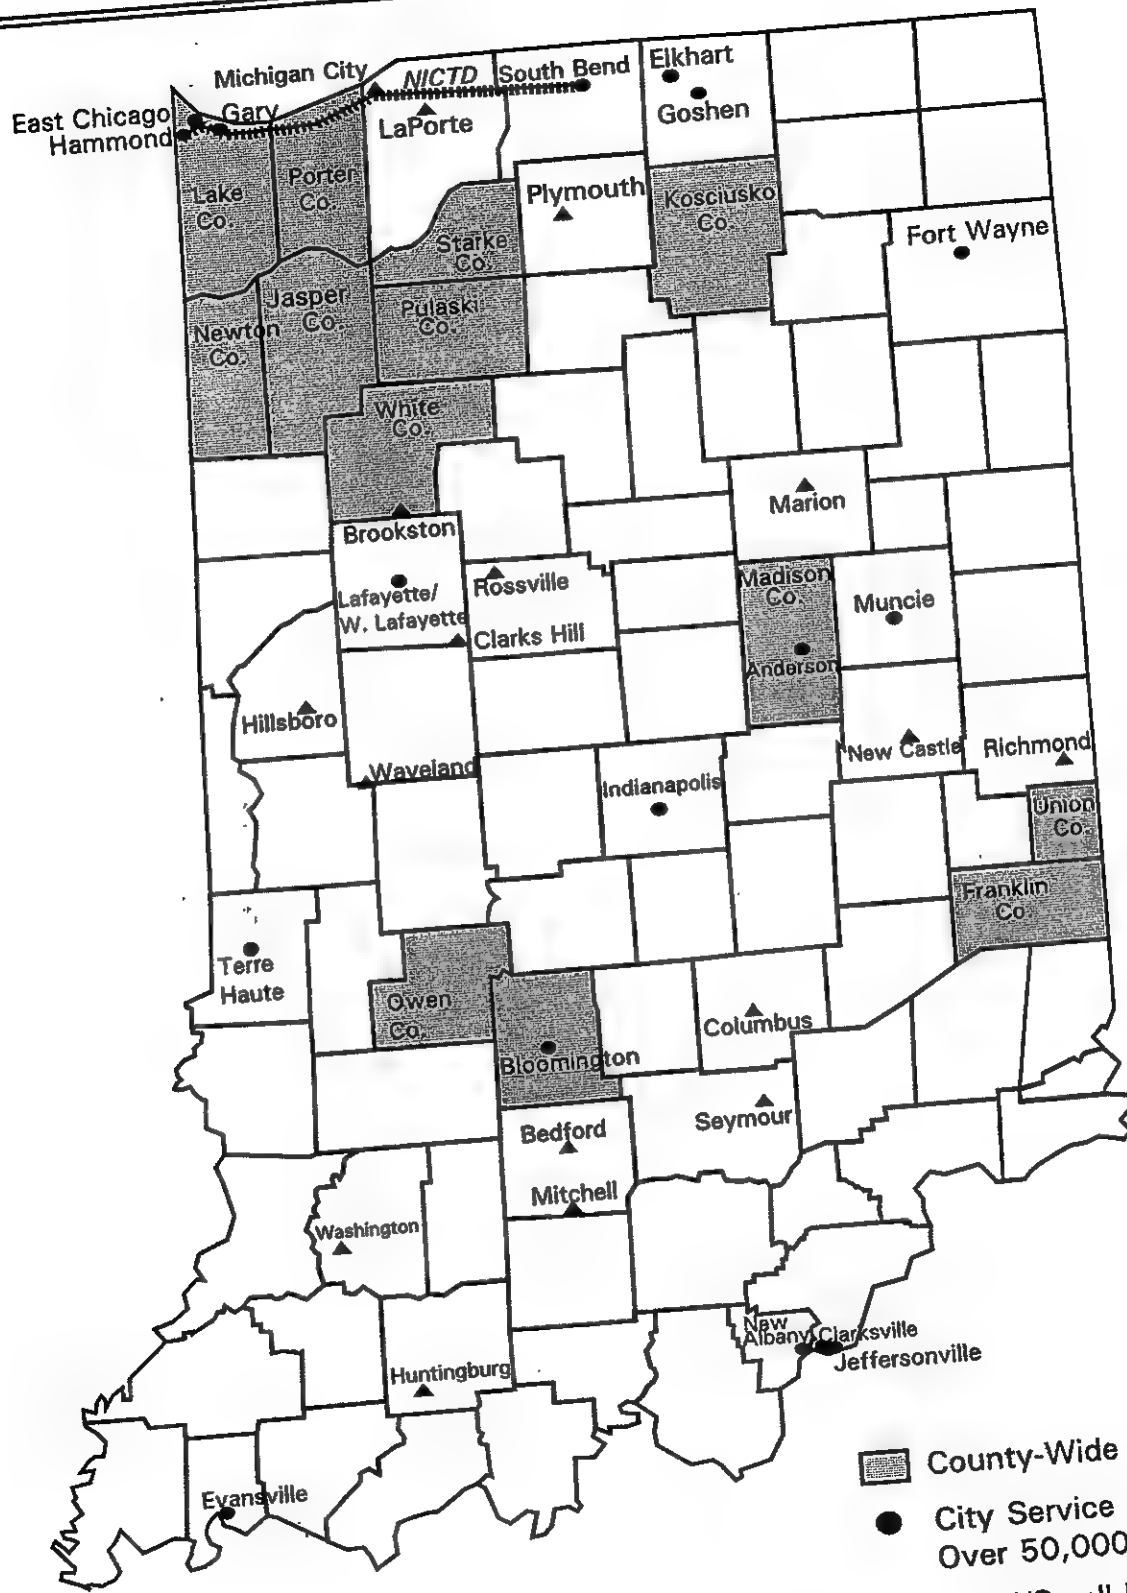 Michigan City
NICTD
South Bend
Elkhart
East Chicago
Gary
Hammond
LaPorte
Goshen
Lake
Co.
Porter
Co.
Plymouth
Kosciusko
Co.
Starke
Co.
Fort Wayne
Newton
Co.
Jasper
Co.
Pulaski
Co.
White
Co.
Marion
Brookston
Lafayette/
W. Lafayette
Rossville
Clarks Hill
Madison
Co.
Anderson
Muncie
Hillsboro
New Castle
Richmond
Waveland
Indianapolis
Union
Co.
Franklin
Co.
Terre
Haute
Owen
Co.
Bloomington
Columbus
Seymour
Bedford
Mitchell
Washington
New
Albany
Clarksville
Jeffersonville
Huntingburg
Evansville
County-Wide
City Service
Over 50,000